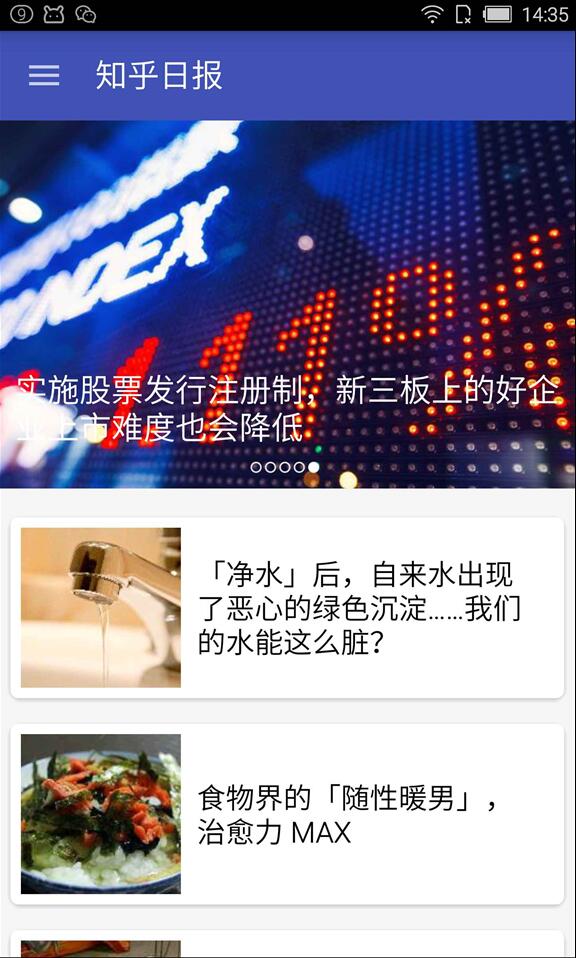 9
14:35
知乎日报
INDEX
实施股票发行注册制，新三板上的好企
业上市难度也会降低
「净水」后，自来水出现
了恶心的绿色沉淀……我们
的水能这么脏？
食物界的「随性暖男」，
治愈力 MAX